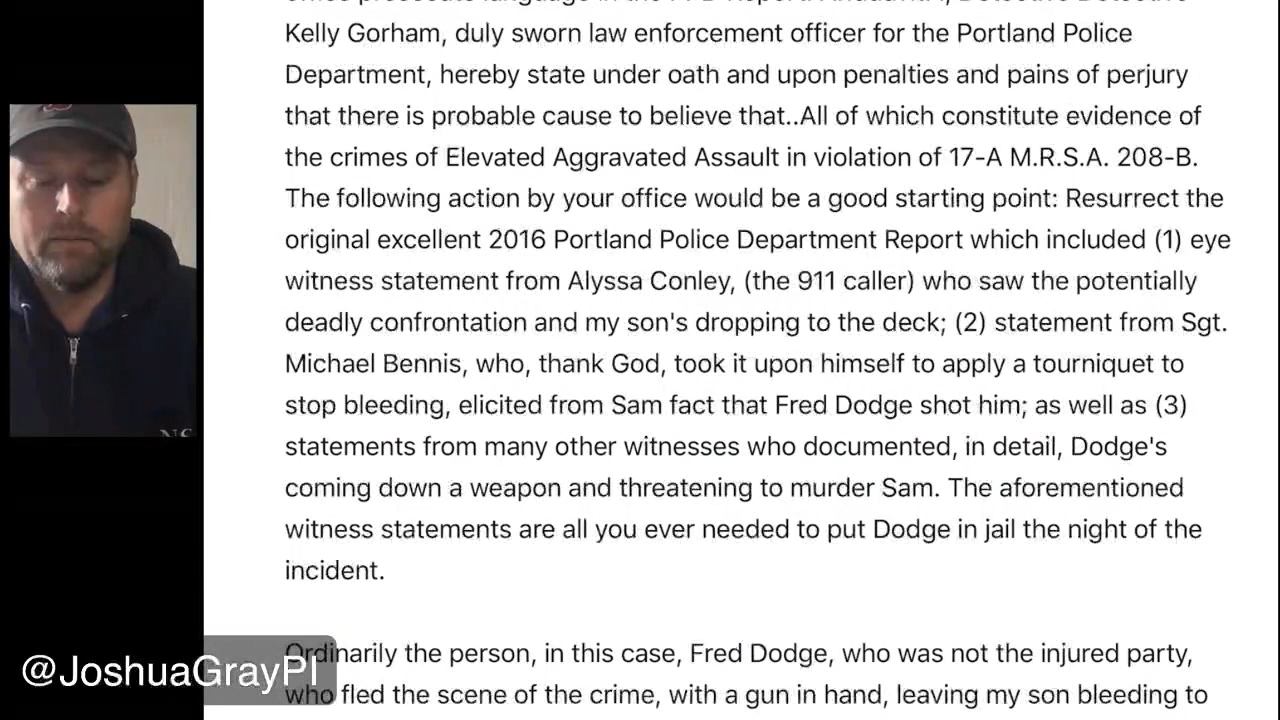 Kelly Gorham, duly sworn law enforcement officer for the Portland Police
Department, hereby state under oath and upon penalties and pains of perjury
that there is probable cause to believe that..All of which constitute evidence of
the crimes of Elevated Aggravated Assault in violation of 17-A M.R.S.A. 208-B.
The following action by your office would be a good starting point: Resurrect the
original excellent 2016 Portland Police Department Report which included (1) eye
witness statement from Alyssa Conley, (the 911 caller) who saw the potentially
deadly confrontation and my son's dropping to the deck; (2) statement from Sgt.
Michael Bennis, who, thank God, took it upon himself to apply a tourniquet to
stop bleeding, elicited from Sam fact that Fred Dodge shot him; as well as (3)
statements from many other witnesses who documented, in detail, Dodge's
coming down a weapon and threatening to murder Sam. The aforementioned
witness statements are all you ever needed to put Dodge in jail the night of the
incident.
Ordinarily the person, in this case, Fred Dodge, who was not the injured party,
who fled the scene of the crime, with a gun in hand, leaving my son bleeding to
@JoshuaGrayPI